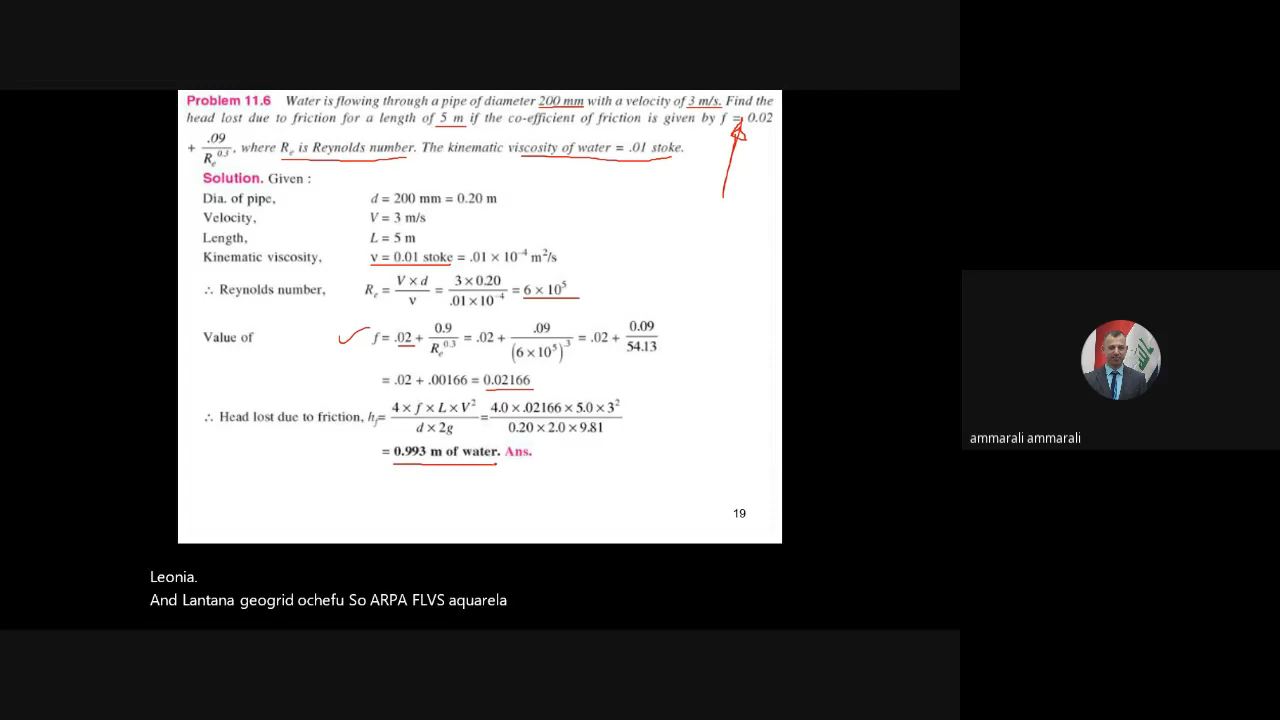 Problem 11.6 Water is flowing through a pipe of diameter 200 mm with a velocity of 3 m/s. Find the
head lost due to friction for a length of 5 m if the co-efficient of friction is given by f = 0.02
+ .09/Re^0.3, where Re is Reynolds number. The kinematic viscosity of water = .01 stoke.
Solution. Given :
Dia. of pipe, d = 200 mm = 0.20 m
Velocity, V = 3 m/s
Length, L = 5 m
Kinematic viscosity, ν = 0.01 stoke = .01 × 10^–4 m^2/s
∴ Reynolds number, Re = V × d/ν = 3 × 0.20/.01 × 10^–4 = 6 × 10^5
Value of f = .02 + 0.9/Re^0.3 = .02 + .09/(6 × 10^5)^.3 = .02 + 0.09/54.13
= .02 + .00166 = 0.02166
∴ Head lost due to friction, hf = 4 × f × L × V^2/d × 2g = 4.0 × .02166 × 5.0 × 3^2/0.20 × 2.0 × 9.81
= 0.993 m of water. Ans.
19
ammarali ammarali
Leonia.
And Lantana geogrid ochefu So ARPA FLVS aquarela